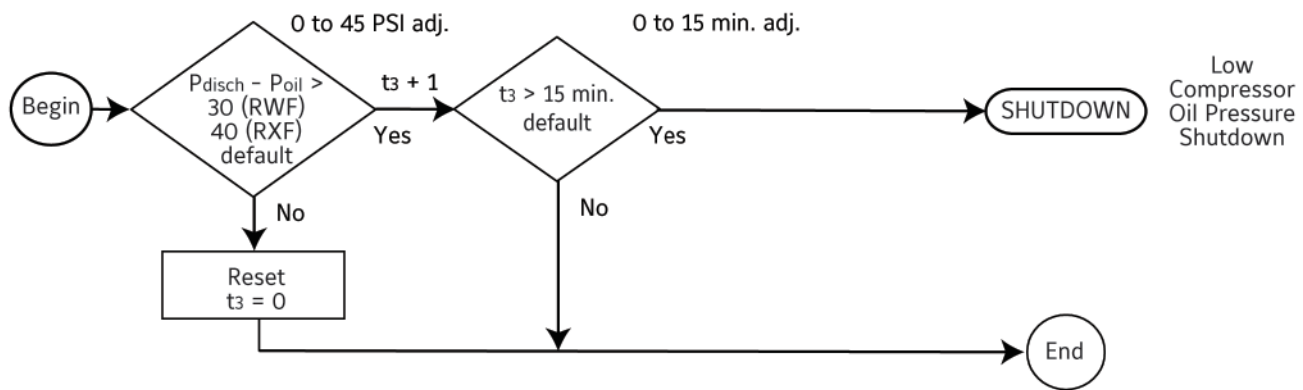 0 to 45 PSI adj.
0 to 15 min. adj.
Begin
Pdisch - Poil >
30 (RWF)
40 (RXF)
default
t3 + 1
Yes
t3 > 15 min.
default
Yes
SHUTDOWN
Low
Compressor
Oil Pressure
Shutdown
No
No
Reset
t3 = 0
End